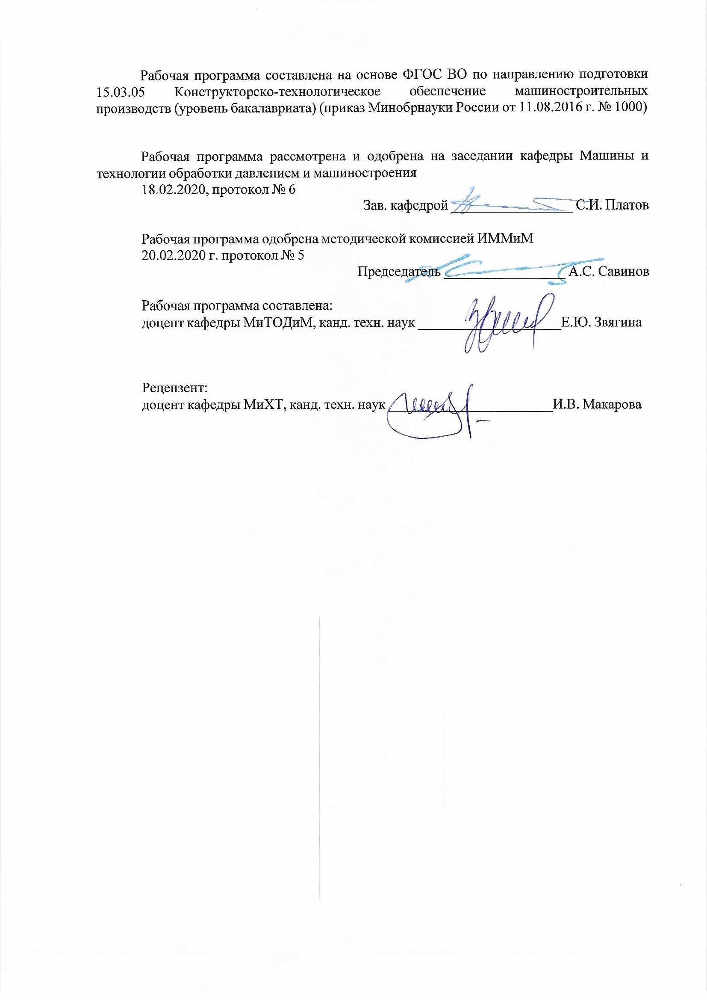 Рабочая программа составлена на основе ФГОС ВО по направлению подготовки
15.03.05 Конструкторско-технологическое обеспечение машиностроительных
производств (уровень бакалавриата) (приказ Минобрнауки России от 11.08.2016 г. № 1000)
Рабочая программа рассмотрена и одобрена на заседании кафедры Машины и
технологии обработки давлением и машиностроения
18.02.2020, протокол № 6
Зав. кафедрой ________________ С.И. Платов
Рабочая программа одобрена методической комиссией ИММиМ
20.02.2020 г. протокол № 5
Председатель ________________ А.С. Савинов
Рабочая программа составлена:
доцент кафедры МиТОДиМ, канд. техн. наук ___________________Е.Ю. Звягина
Рецензент:
доцент кафедры МиХТ, канд. техн. наук ______________________И.В. Макарова